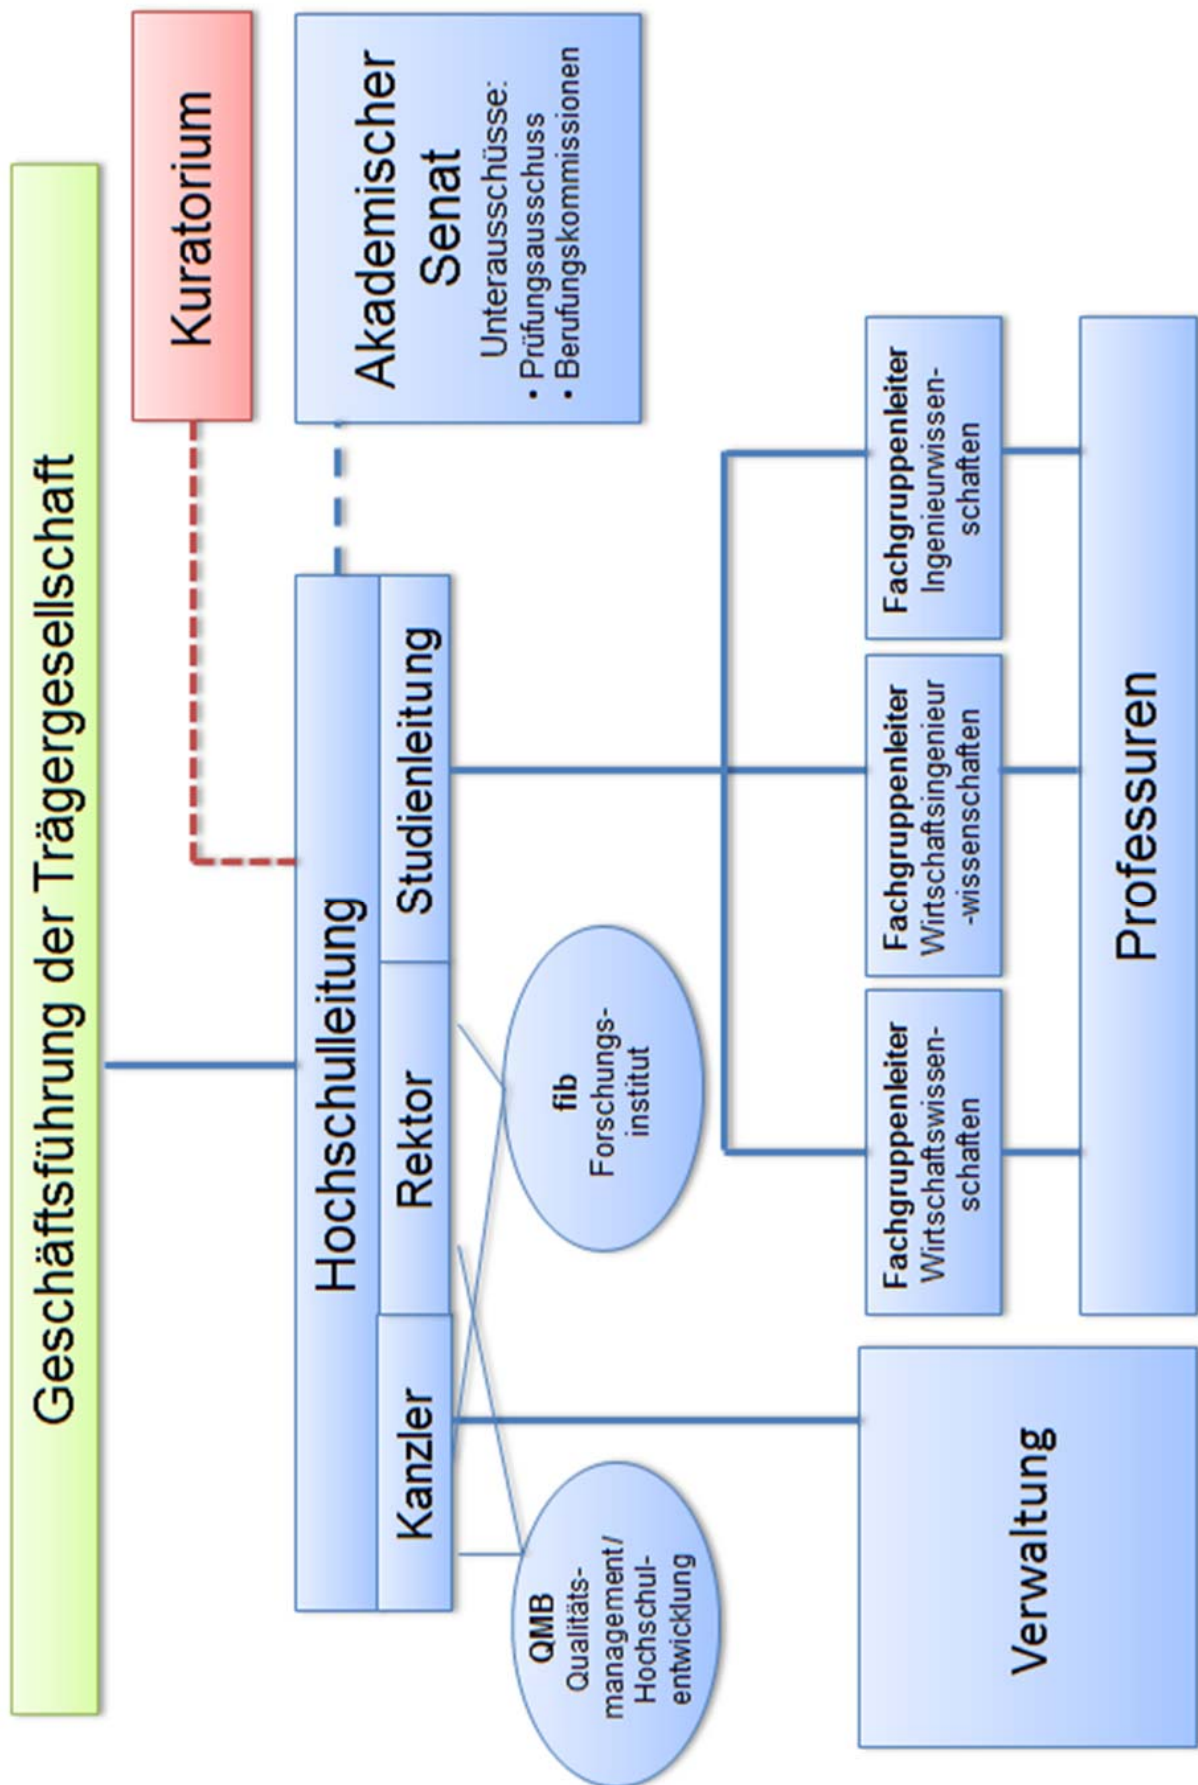 Geschäftsführung der Trägergesellschaft
Kuratorium
Hochschulleitung
Kanzler
Rektor
Studienleitung
Akademischer
Senat
Unterausschüsse:
• Prüfungsausschuss
• Berufungskommissionen
QMB
Qualitäts-
management/
Hochschul-
entwicklung
fib
Forschungs-
institut
Verwaltung
Fachgruppenleiter
Wirtschaftswissen-
schaften
Fachgruppenleiter
Wirtschaftsingenieur
-wissenschaften
Fachgruppenleiter
Ingenieurwissen-
schaften
Professuren